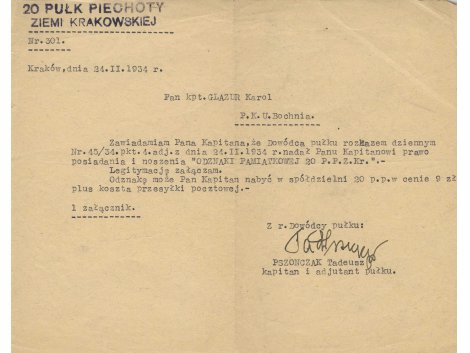 20 PUŁK PIECHOTY
ZIEMI KRAKOWSKIEJ
Nr.301.
Kraków,dnia 24.II.1934 r.
Pan kpt.GLAZUR Karol
P.K.U.Bochnia.
Zawiadamiam Pana Kapitana,że Dowódca pułku rozkazem dziennym
Nr.45/34.pkt.4.adj.z dnia 24.II.1934 r.nadał Panu Kapitanowi prawo
posiadania i noszenia "ODZNAKI PAMIATKOWEJ 20 P.P.Z.Kr.".-
Legitymację załączam.
Odznakę może Pan Kapitan nabyć w spółdzielni 20 p.p.w cenie 9 zł
plus koszta przesyłki pocztowej.-
1 załącznik.
Z r.Dowódcy pułku:
PSZONCZAK Tadeusz
kapitan i adjutant pułku.